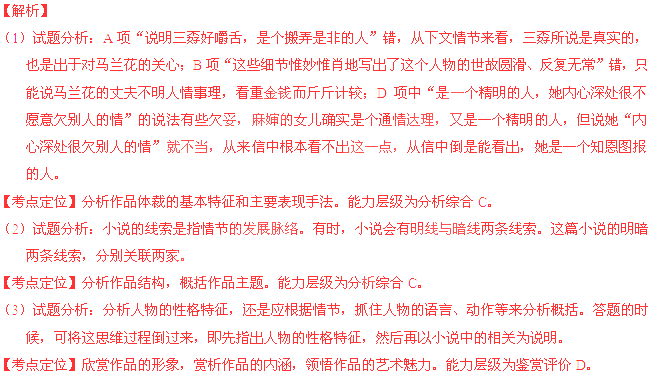 【解析】
（1）试题分析：A 项“说明三孬好嚼舌，是个搬弄是非的人”错，从下文情节来看，三孬所说是真实的，
也是出于对马兰花的关心；B 项“这些细节惟妙惟肖地写出了这个人物的世故圆滑、反复无常”错，只
能说马兰花的丈夫不明人情事理，看重金钱而斤斤计较；D 项中“是一个精明的人，她内心深处很不
愿意欠别人的情”的说法有些欠妥，麻婶的女儿确实是个通情达理，又是一个精明的人，但说她“内
心深处很欠别人的情”就不当，从来信中根本看不出这一点，从信中倒是能看出，她是一个知恩图报
的人。
【考点定位】分析作品体裁的基本特征和主要表现手法。能力层级为分析综合 C。
（2）试题分析：小说的线索是指情节的发展脉络。有时，小说会有明线与暗线两条线索。这篇小说的明暗
两条线索，分别关联两家。
【考点定位】分析作品结构，概括作品主题。能力层级为分析综合 C。
（3）试题分析：分析人物的性格特征，还是应根据情节，抓住人物的语言、动作等来分析概括。答题的时
候，可将这思维过程倒过来，即先指出人物的性格特征，然后再以小说中的相关为说明。
【考点定位】欣赏作品的形象，赏析作品的内涵，领悟作品的艺术魅力。能力层级为鉴赏评价 D。